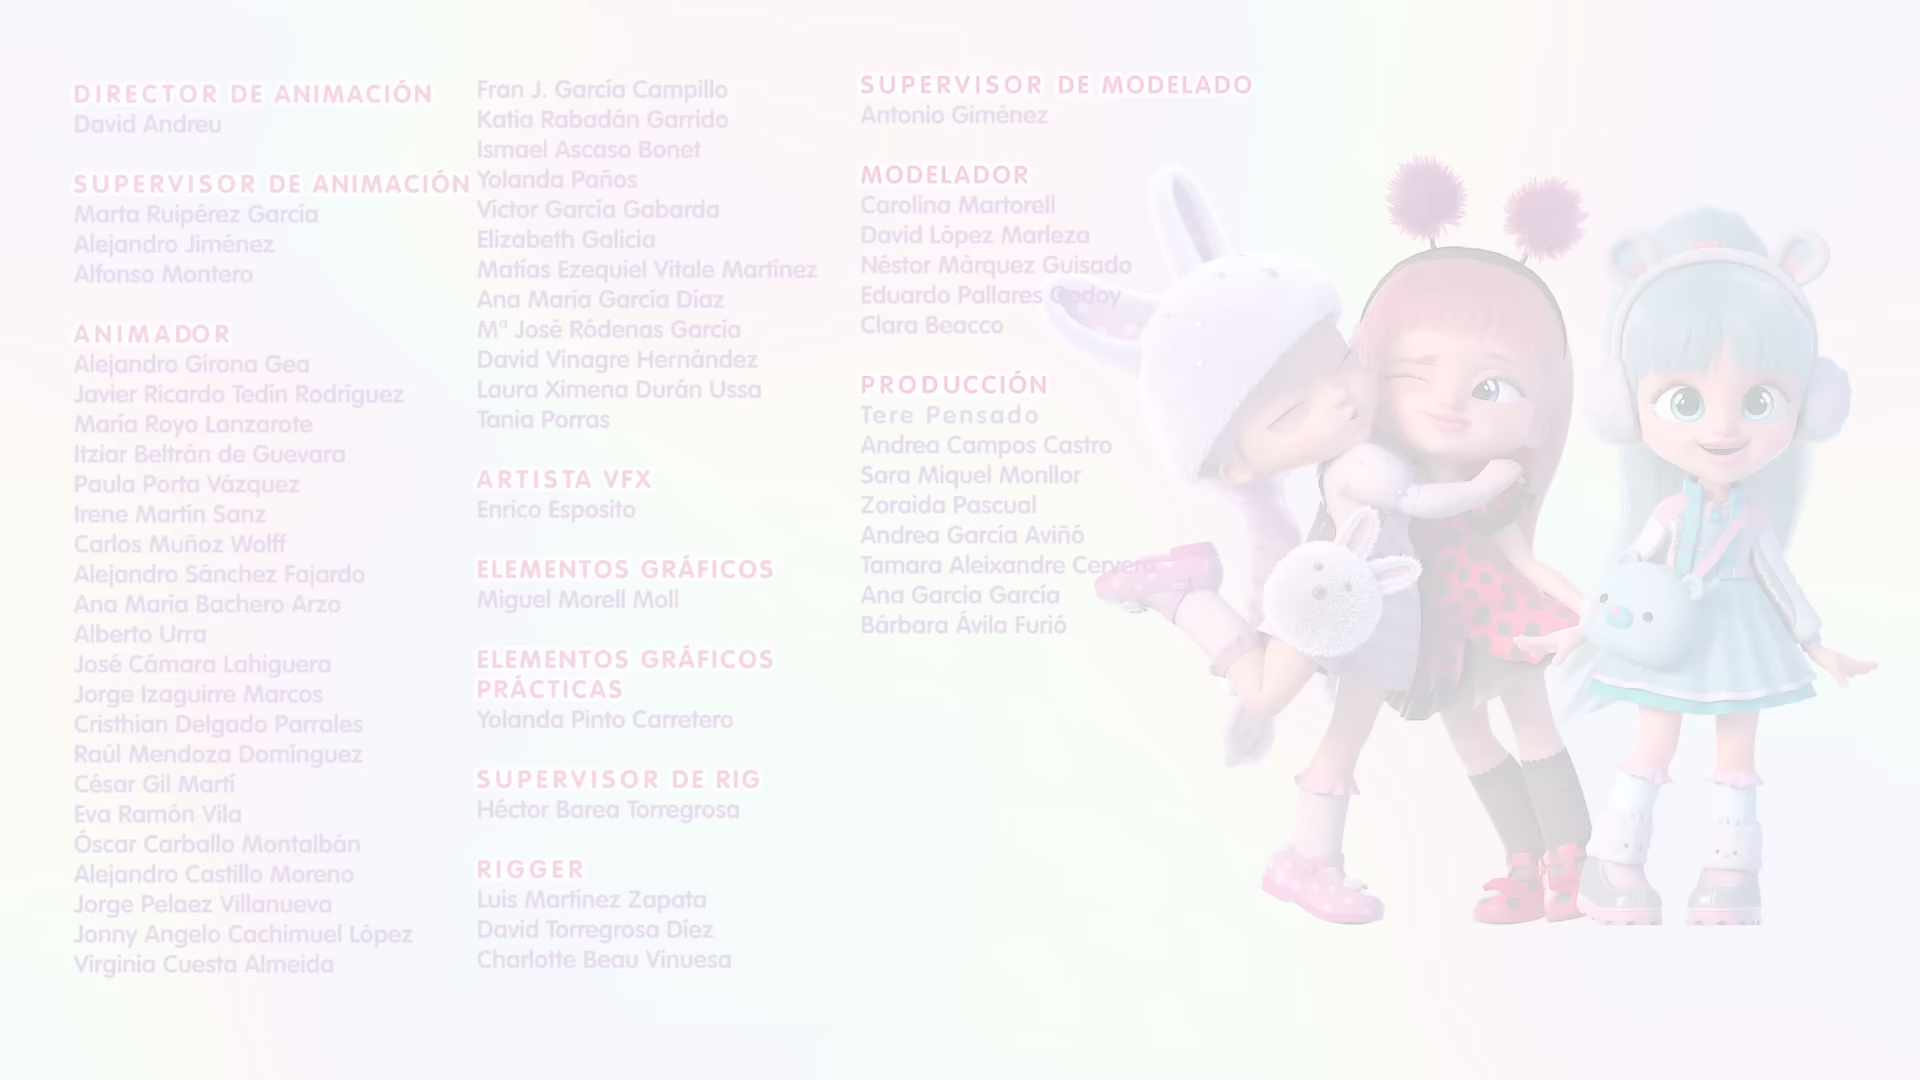 DIRECTOR DE ANIMACIÓN
David Andreu
SUPERVISOR DE ANIMACIÓN
Marta Ruipérez García
Alejandro Jiménez
Alfonso Montero
ANIMADOR
Alejandro Girona Gea
Javier Ricardo Tedín Rodríguez
María Royo Lanzarote
Itziar Beltrán de Guevara
Paula Porta Vázquez
Irene Martín Sanz
Carlos Muñoz Wolff
Alejandro Sánchez Fajardo
Ana María Bachero Arzo
Alberto Urra
José Cámara Lahiguera
Jorge Izaguirre Marcos
Cristhian Delgado Parrales
Raúl Mendoza Domínguez
César Gil Martí
Eva Ramón Vila
Óscar Carballo Montalbán
Alejandro Castillo Moreno
Jorge Pelaez Villanueva
Jonny Angelo Cachimuel López
Virginia Cuesta Almeida
Fran J. García Campillo
Katia Rabadán Garrido
Ismael Ascaso Bonet
Yolanda Paños
Víctor García Gabarda
Elizabeth Galicia
Matías Ezequiel Vitale Martínez
Ana María García Díaz
Mª José Ródenas García
David Vinagre Hernández
Laura Ximena Durán Ussa
Tania Porras
ARTISTA VFX
Enrico Esposito
ELEMENTOS GRÁFICOS
Miguel Morell Moll
ELEMENTOS GRÁFICOS
PRÁCTICAS
Yolanda Pinto Carretero
SUPERVISOR DE RIG
Héctor Barea Torregrosa
RIGGER
Luis Martínez Zapata
David Torregrosa Díez
Charlotte Beau Vinuesa
SUPERVISOR DE MODELADO
Antonio Giménez
MODELADOR
Carolina Martorell
David López Marleza
Néstor Márquez Guisado
Eduardo Pallares Godoy
Clara Beacco
PRODUCCIÓN
Tere Pensado
Andrea Campos Castro
Sara Miquel Monllor
Zoraida Pascual
Andrea García Aviñó
Tamara Aleixandre Cervera
Ana Garcia García
Bárbara Ávila Furió